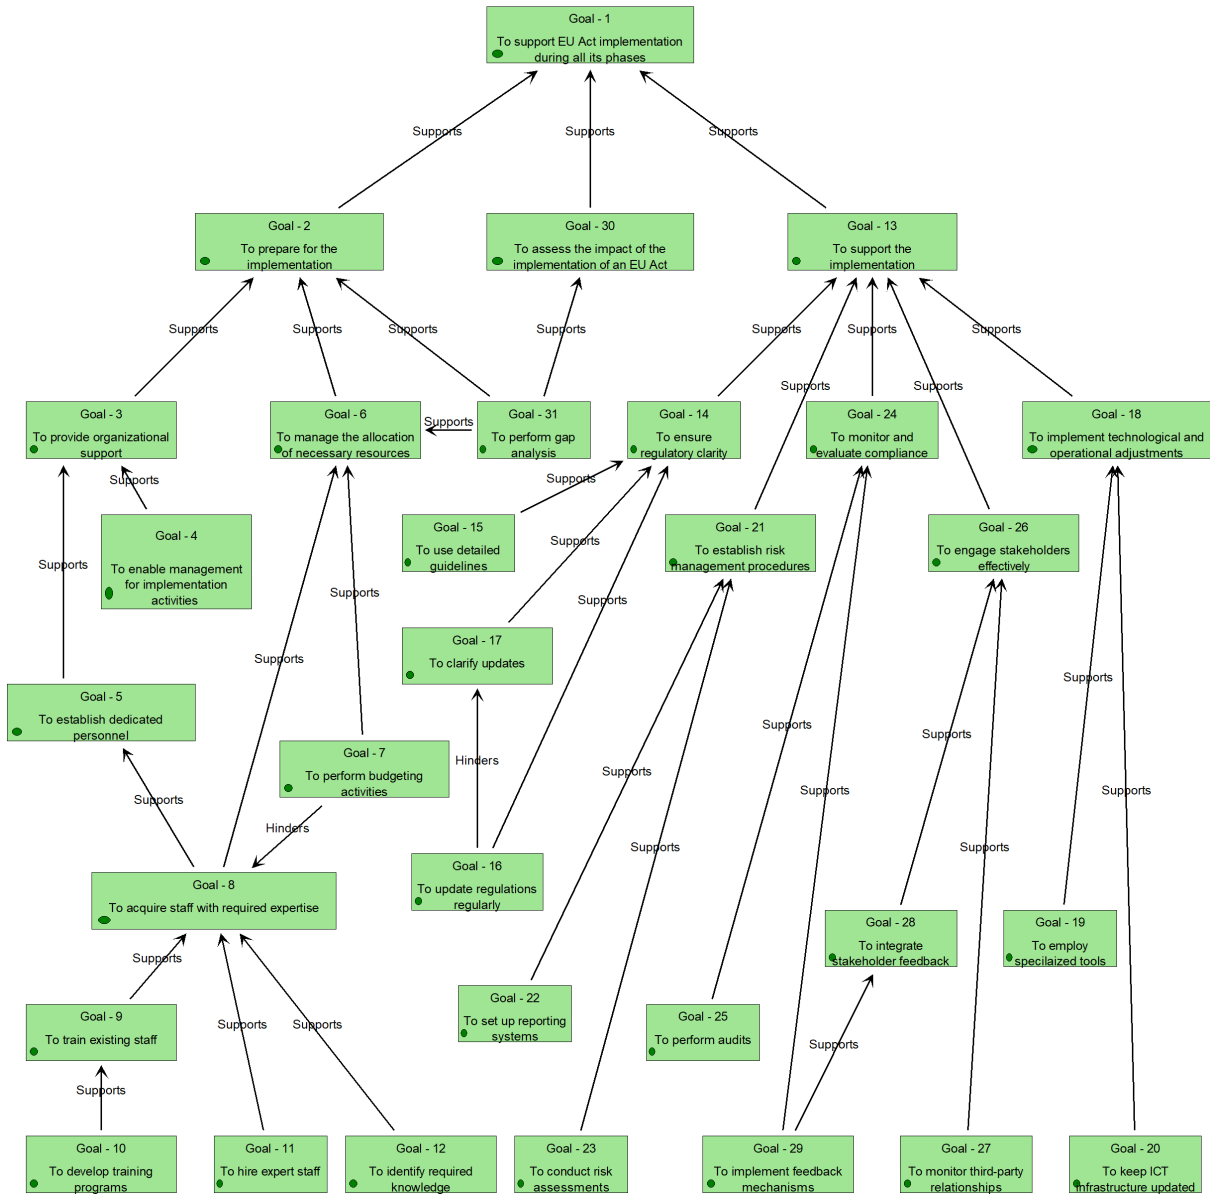 Goal - 1
To support EU Act implementation
during all its phases
Supports
Supports
Supports
Goal - 2
To prepare for the
implementation
Goal - 30
To assess the impact of the
implementation of an EU Act
Goal - 13
To support the
implementation
Supports
Supports
Supports
Supports
Supports
Supports
Supports
Supports
Supports
Goal - 3
To provide organizational
support
Goal - 6
To manage the allocation
of necessary resources
Supports
Goal - 31
To perform gap
analysis
Goal - 14
To ensure
regulatory clarity
Goal - 24
To monitor and
evaluate compliance
Goal - 18
To implement technological and
operational adjustments
Supports
Supports
Goal - 4
To enable management
for implementation
activities
Goal - 15
To use detailed
guidelines
Goal - 21
To establish risk
management procedures
Goal - 26
To engage stakeholders
effectively
Supports
Supports
Supports
Supports
Goal - 17
To clarify updates
Supports
Supports
Goal - 5
To establish dedicated
personnel
Supports
Supports
Goal - 7
To perform budgeting
activities
Hinders
Supports
Supports
Supports
Supports
Hinders
Supports
Supports
Goal - 16
To update regulations
regularly
Goal - 8
To acquire staff with required expertise
Goal - 28
To integrate
stakeholder feedback
Goal - 19
To employ
specilaized tools
Supports
Goal - 22
To set up reporting
systems
Goal - 9
To train existing staff
Goal - 25
To perform audits
Supports
Supports
Supports
Supports
Goal - 10
To develop training
programs
Goal - 11
To hire expert staff
Goal - 12
To identify required
knowledge
Goal - 23
To conduct risk
assessments
Goal - 29
To implement feedback
mechanisms
Goal - 27
To monitor third-party
relationships
Goal - 20
To keep ICT
infrastructure updated